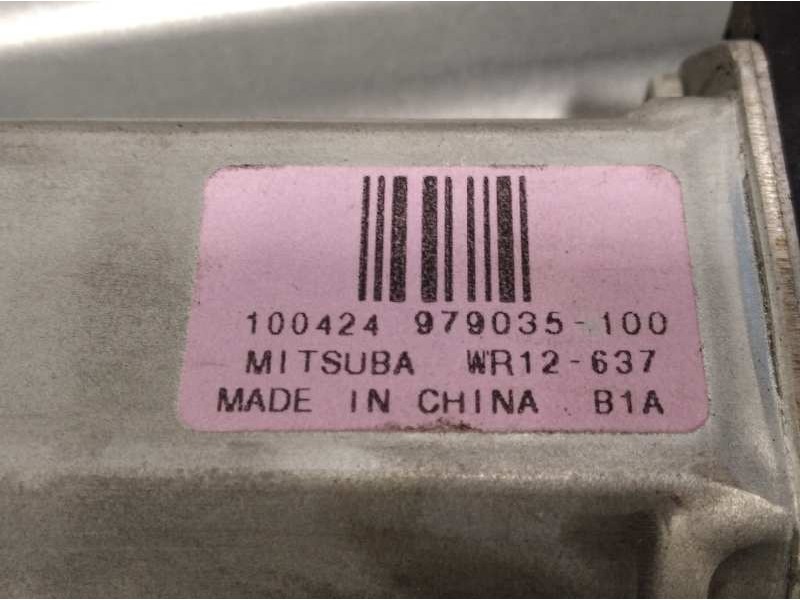 100424 979035-100
MITSUBA WR12-637
MADE IN CHINA B1A